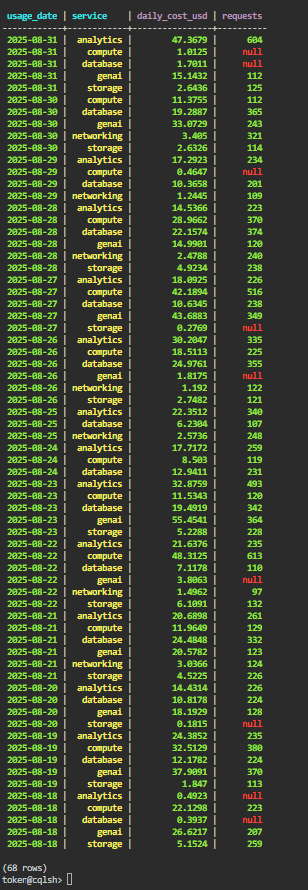 usage_date | service | daily_cost_usd | requests
------------+------------+----------------+----------
2025-08-31 | analytics | 47.3679 | 604
2025-08-31 | compute | 1.0125 | null
2025-08-31 | database | 1.7011 | null
2025-08-31 | genai | 15.1432 | 112
2025-08-31 | storage | 2.6436 | 125
2025-08-30 | compute | 11.3755 | 112
2025-08-30 | database | 19.2887 | 365
2025-08-30 | genai | 33.0729 | 243
2025-08-30 | networking | 3.405 | 321
2025-08-30 | storage | 2.6326 | 114
2025-08-29 | analytics | 17.2923 | 234
2025-08-29 | compute | 0.4647 | null
2025-08-29 | database | 10.3658 | 201
2025-08-29 | networking | 1.2445 | 109
2025-08-28 | analytics | 14.5366 | 223
2025-08-28 | compute | 28.9662 | 370
2025-08-28 | database | 22.1574 | 374
2025-08-28 | genai | 14.9901 | 120
2025-08-28 | networking | 2.4788 | 240
2025-08-28 | storage | 4.9234 | 238
2025-08-27 | analytics | 18.0925 | 226
2025-08-27 | compute | 42.1894 | 516
2025-08-27 | database | 10.6345 | 238
2025-08-27 | genai | 43.6883 | 349
2025-08-27 | storage | 0.2769 | null
2025-08-26 | analytics | 30.2047 | 335
2025-08-26 | compute | 18.5113 | 225
2025-08-26 | database | 24.9761 | 355
2025-08-26 | genai | 1.8175 | null
2025-08-26 | networking | 1.192 | 122
2025-08-26 | storage | 2.7482 | 121
2025-08-25 | analytics | 22.3512 | 340
2025-08-25 | database | 6.2304 | 107
2025-08-25 | networking | 2.5736 | 248
2025-08-24 | analytics | 17.7172 | 259
2025-08-24 | compute | 8.503 | 119
2025-08-24 | database | 12.9411 | 231
2025-08-23 | analytics | 32.8759 | 493
2025-08-23 | compute | 11.5343 | 120
2025-08-23 | database | 19.4919 | 342
2025-08-23 | genai | 55.4541 | 364
2025-08-23 | storage | 5.2228 | 228
2025-08-22 | analytics | 21.6376 | 235
2025-08-22 | compute | 48.3125 | 613
2025-08-22 | database | 7.1178 | 110
2025-08-22 | genai | 3.8063 | null
2025-08-22 | networking | 1.4962 | 97
2025-08-22 | storage | 6.1091 | 132
2025-08-21 | analytics | 20.6898 | 261
2025-08-21 | compute | 11.9649 | 129
2025-08-21 | database | 24.4848 | 332
2025-08-21 | genai | 20.5782 | 123
2025-08-21 | networking | 3.0366 | 124
2025-08-21 | storage | 4.5226 | 226
2025-08-20 | analytics | 14.4314 | 226
2025-08-20 | database | 10.8178 | 224
2025-08-20 | genai | 18.1929 | 128
2025-08-20 | storage | 0.1815 | null
2025-08-19 | analytics | 24.3852 | 235
2025-08-19 | compute | 32.5129 | 380
2025-08-19 | database | 12.1782 | 224
2025-08-19 | genai | 37.9091 | 370
2025-08-19 | storage | 1.847 | 113
2025-08-18 | analytics | 0.4923 | null
2025-08-18 | compute | 22.1298 | 223
2025-08-18 | database | 0.3937 | null
2025-08-18 | genai | 26.6217 | 207
2025-08-18 | storage | 5.1524 | 259
(68 rows)
toker@cqlsh>